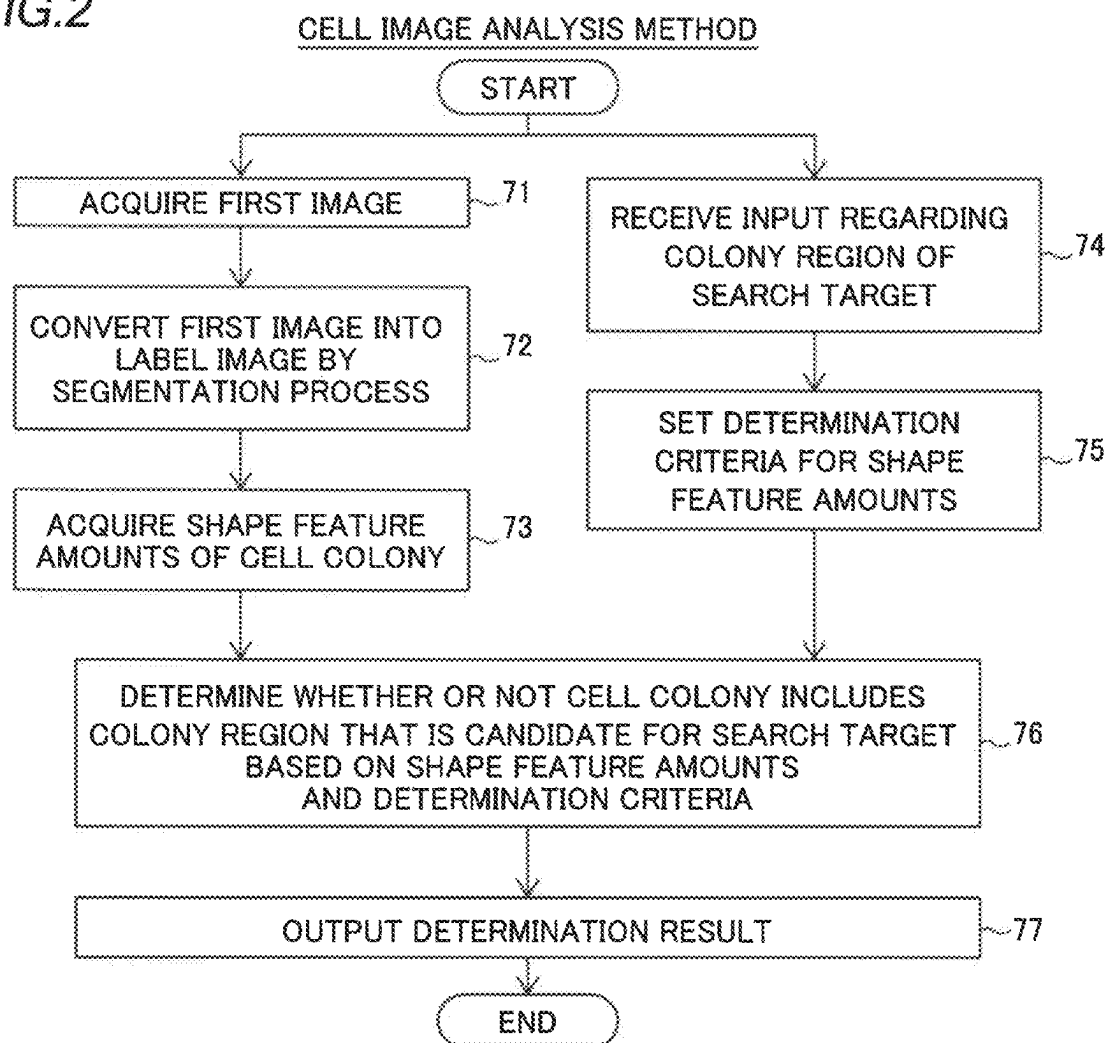 IG.2
CELL IMAGE ANALYSIS METHOD
START
ACQUIRE FIRST IMAGE
71
CONVERT FIRST IMAGE INTO
LABEL IMAGE BY
SEGMENTATION PROCESS
72
ACQUIRE SHAPE FEATURE
AMOUNTS OF CELL COLONY
73
RECEIVE INPUT REGARDING
COLONY REGION OF
SEARCH TARGET
74
SET DETERMINATION
CRITERIA FOR SHAPE
FEATURE AMOUNTS
75
DETERMINE WHETHER OR NOT CELL COLONY INCLUDES
COLONY REGION THAT IS CANDIDATE FOR SEARCH TARGET
BASED ON SHAPE FEATURE AMOUNTS
AND DETERMINATION CRITERIA
76
OUTPUT DETERMINATION RESULT
77
END